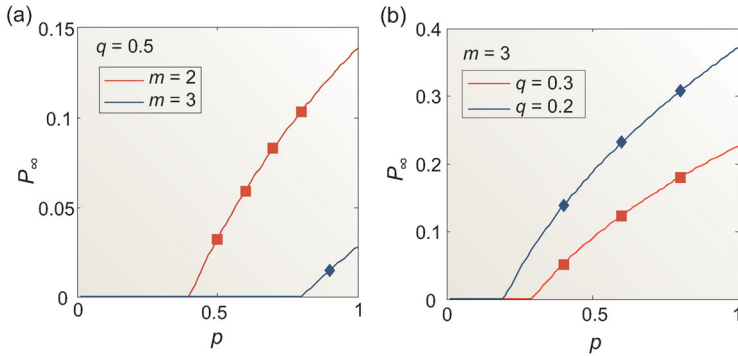 (a)
q = 0.5
m = 2
m = 3
0.15
0.1
0.05
0
0.5
1
P∞
p
(b)
m = 3
q = 0.3
q = 0.2
0.4
0.3
0.2
0.1
0
0
0.5
1
P∞
p